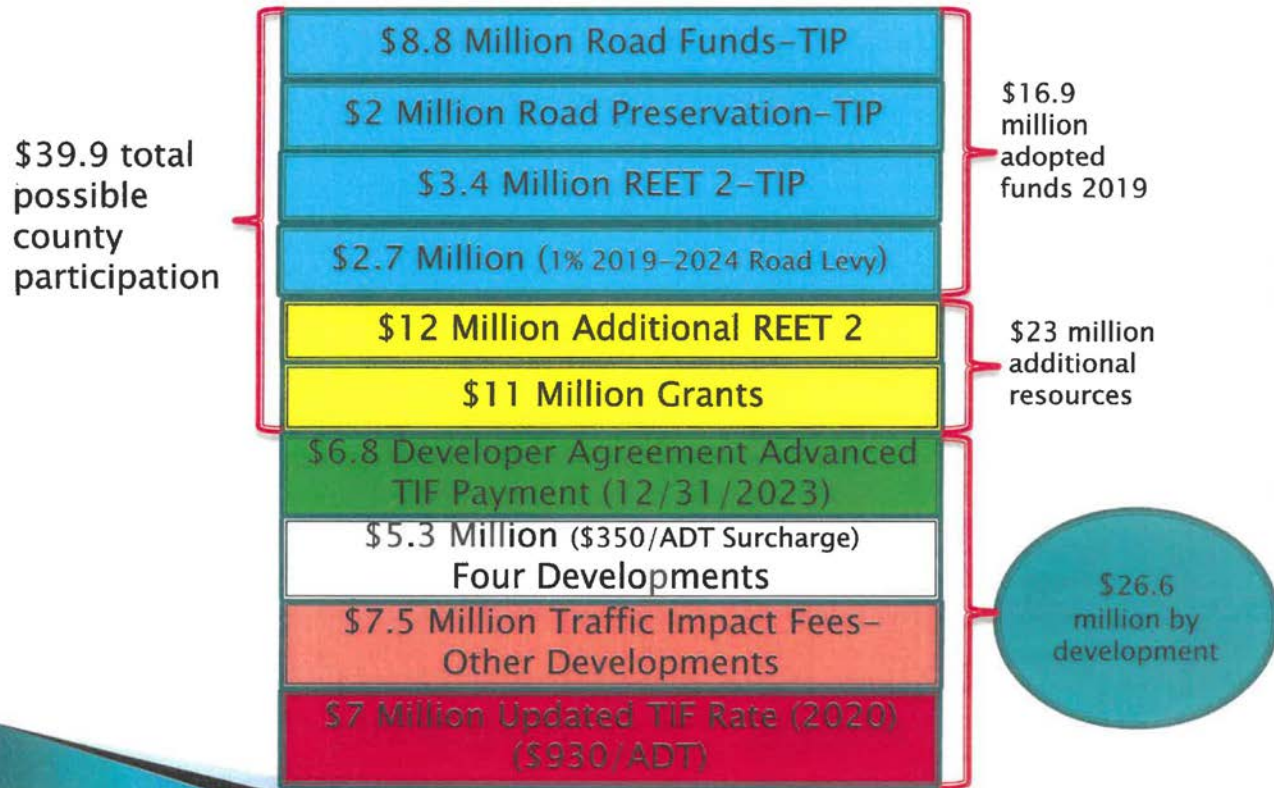 $39.9 total
possible
county
participation
$8.8 Million Road Funds-TIP
$2 Million Road Preservation-TIP
$3.4 Million REET 2-TIP
$2.7 Million (1% 2019-2024 Road Levy)
$12 Million Additional REET 2
$11 Million Grants
$6.8 Developer Agreement Advanced
TIF Payment (12/31/2023)
$5.3 Million ($350/ADT Surcharge)
Four Developments
$7.5 Million Traffic Impact Fees-
Other Developments
$7 Million Updated TIF Rate (2020)
($930/ADT)
$16.9
million
adopted
funds 2019
$23 million
additional
resources
$26.6
million by
development